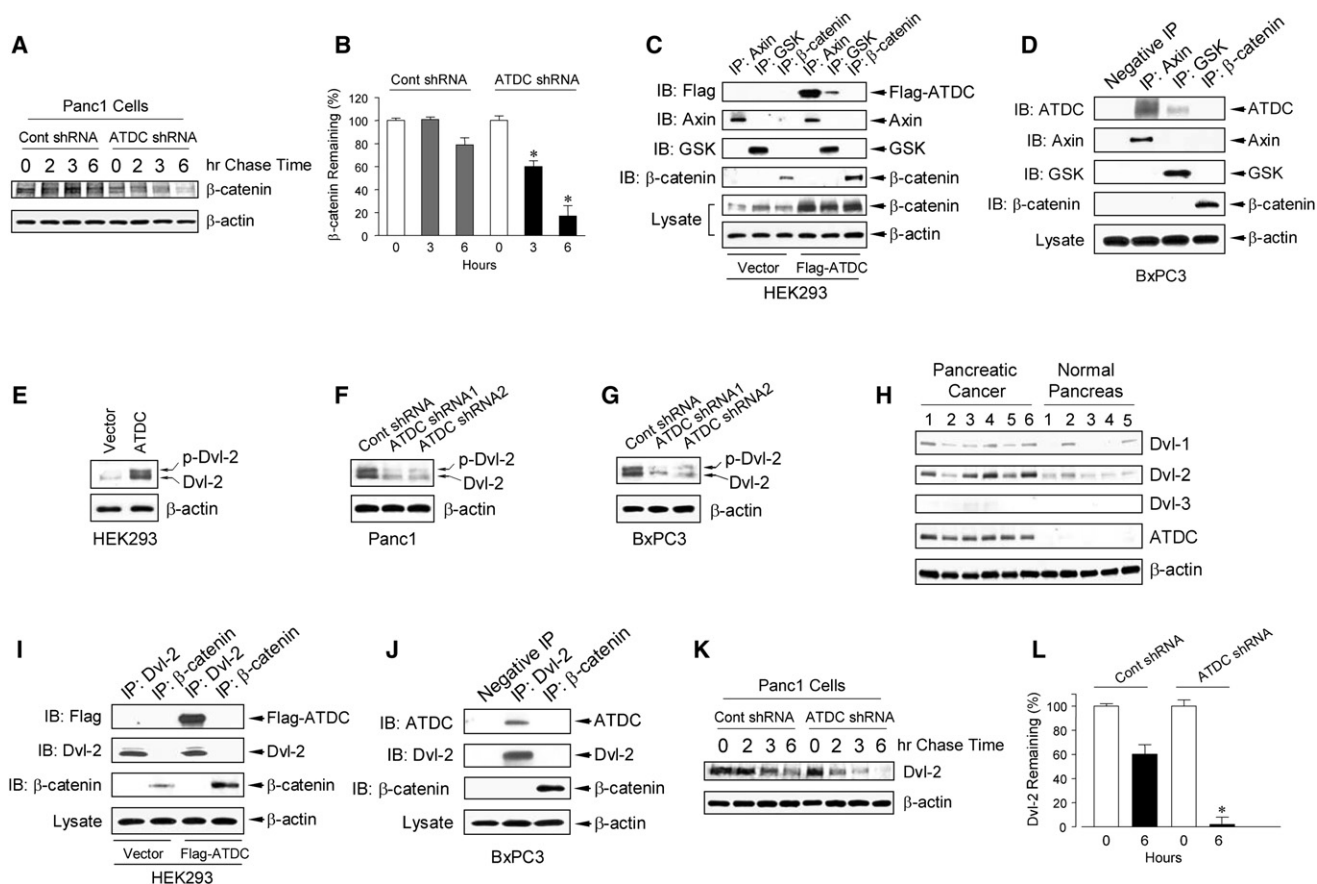 A
Panc1 Cells
Cont shRNA ATDC shRNA
0 2 3 6 0 2 3 6 hr Chase Time
β-catenin
β-actin
B
Cont shRNA ATDC shRNA
β-catenin Remaining (%)
120
100
80
60
40
20
0
* *
0 3 6 0 3 6
Hours
C
IP: Axin IP: GSK IP: β-catenin IP: Axin IP: GSK IP: β-catenin
IB: Flag Flag-ATDC
IB: Axin Axin
IB: GSK GSK
IB: β-catenin β-catenin
Lysate β-catenin
β-actin
Vector Flag-ATDC
HEK293
D
Negative IP IP: Axin IP: GSK IP: β-catenin
IB: ATDC ATDC
IB: Axin Axin
IB: GSK GSK
IB: β-catenin β-catenin
Lysate β-actin
BxPC3
E
Vector ATDC
p-Dvl-2
Dvl-2
β-actin
HEK293
F
Cont shRNA ATDC shRNA1 ATDC shRNA2
p-Dvl-2
Dvl-2
β-actin
Panc1
G
Cont shRNA ATDC shRNA1 ATDC shRNA2
p-Dvl-2
Dvl-2
β-actin
BxPC3
H
Pancreatic Normal
Cancer Pancreas
1 2 3 4 5 6 1 2 3 4 5
Dvl-1
Dvl-2
Dvl-3
ATDC
β-actin
I
IP: Dvl-2 IP: β-catenin IP: Dvl-2 IP: β-catenin
IB: Flag Flag-ATDC
IB: Dvl-2 Dvl-2
IB: β-catenin β-catenin
Lysate β-actin
Vector Flag-ATDC
HEK293
J
Negative IP IP: Dvl-2 IP: β-catenin
IB: ATDC ATDC
IB: Dvl-2 Dvl-2
IB: β-catenin β-catenin
Lysate β-actin
BxPC3
K
Panc1 Cells
Cont shRNA ATDC shRNA
0 2 3 6 0 2 3 6 hr Chase Time
Dvl-2
β-actin
L
Cont shRNA ATDC shRNA
Dvl-2 Remaining (%)
100
80
60
40
20
0
*
0 6 0 6
Hours